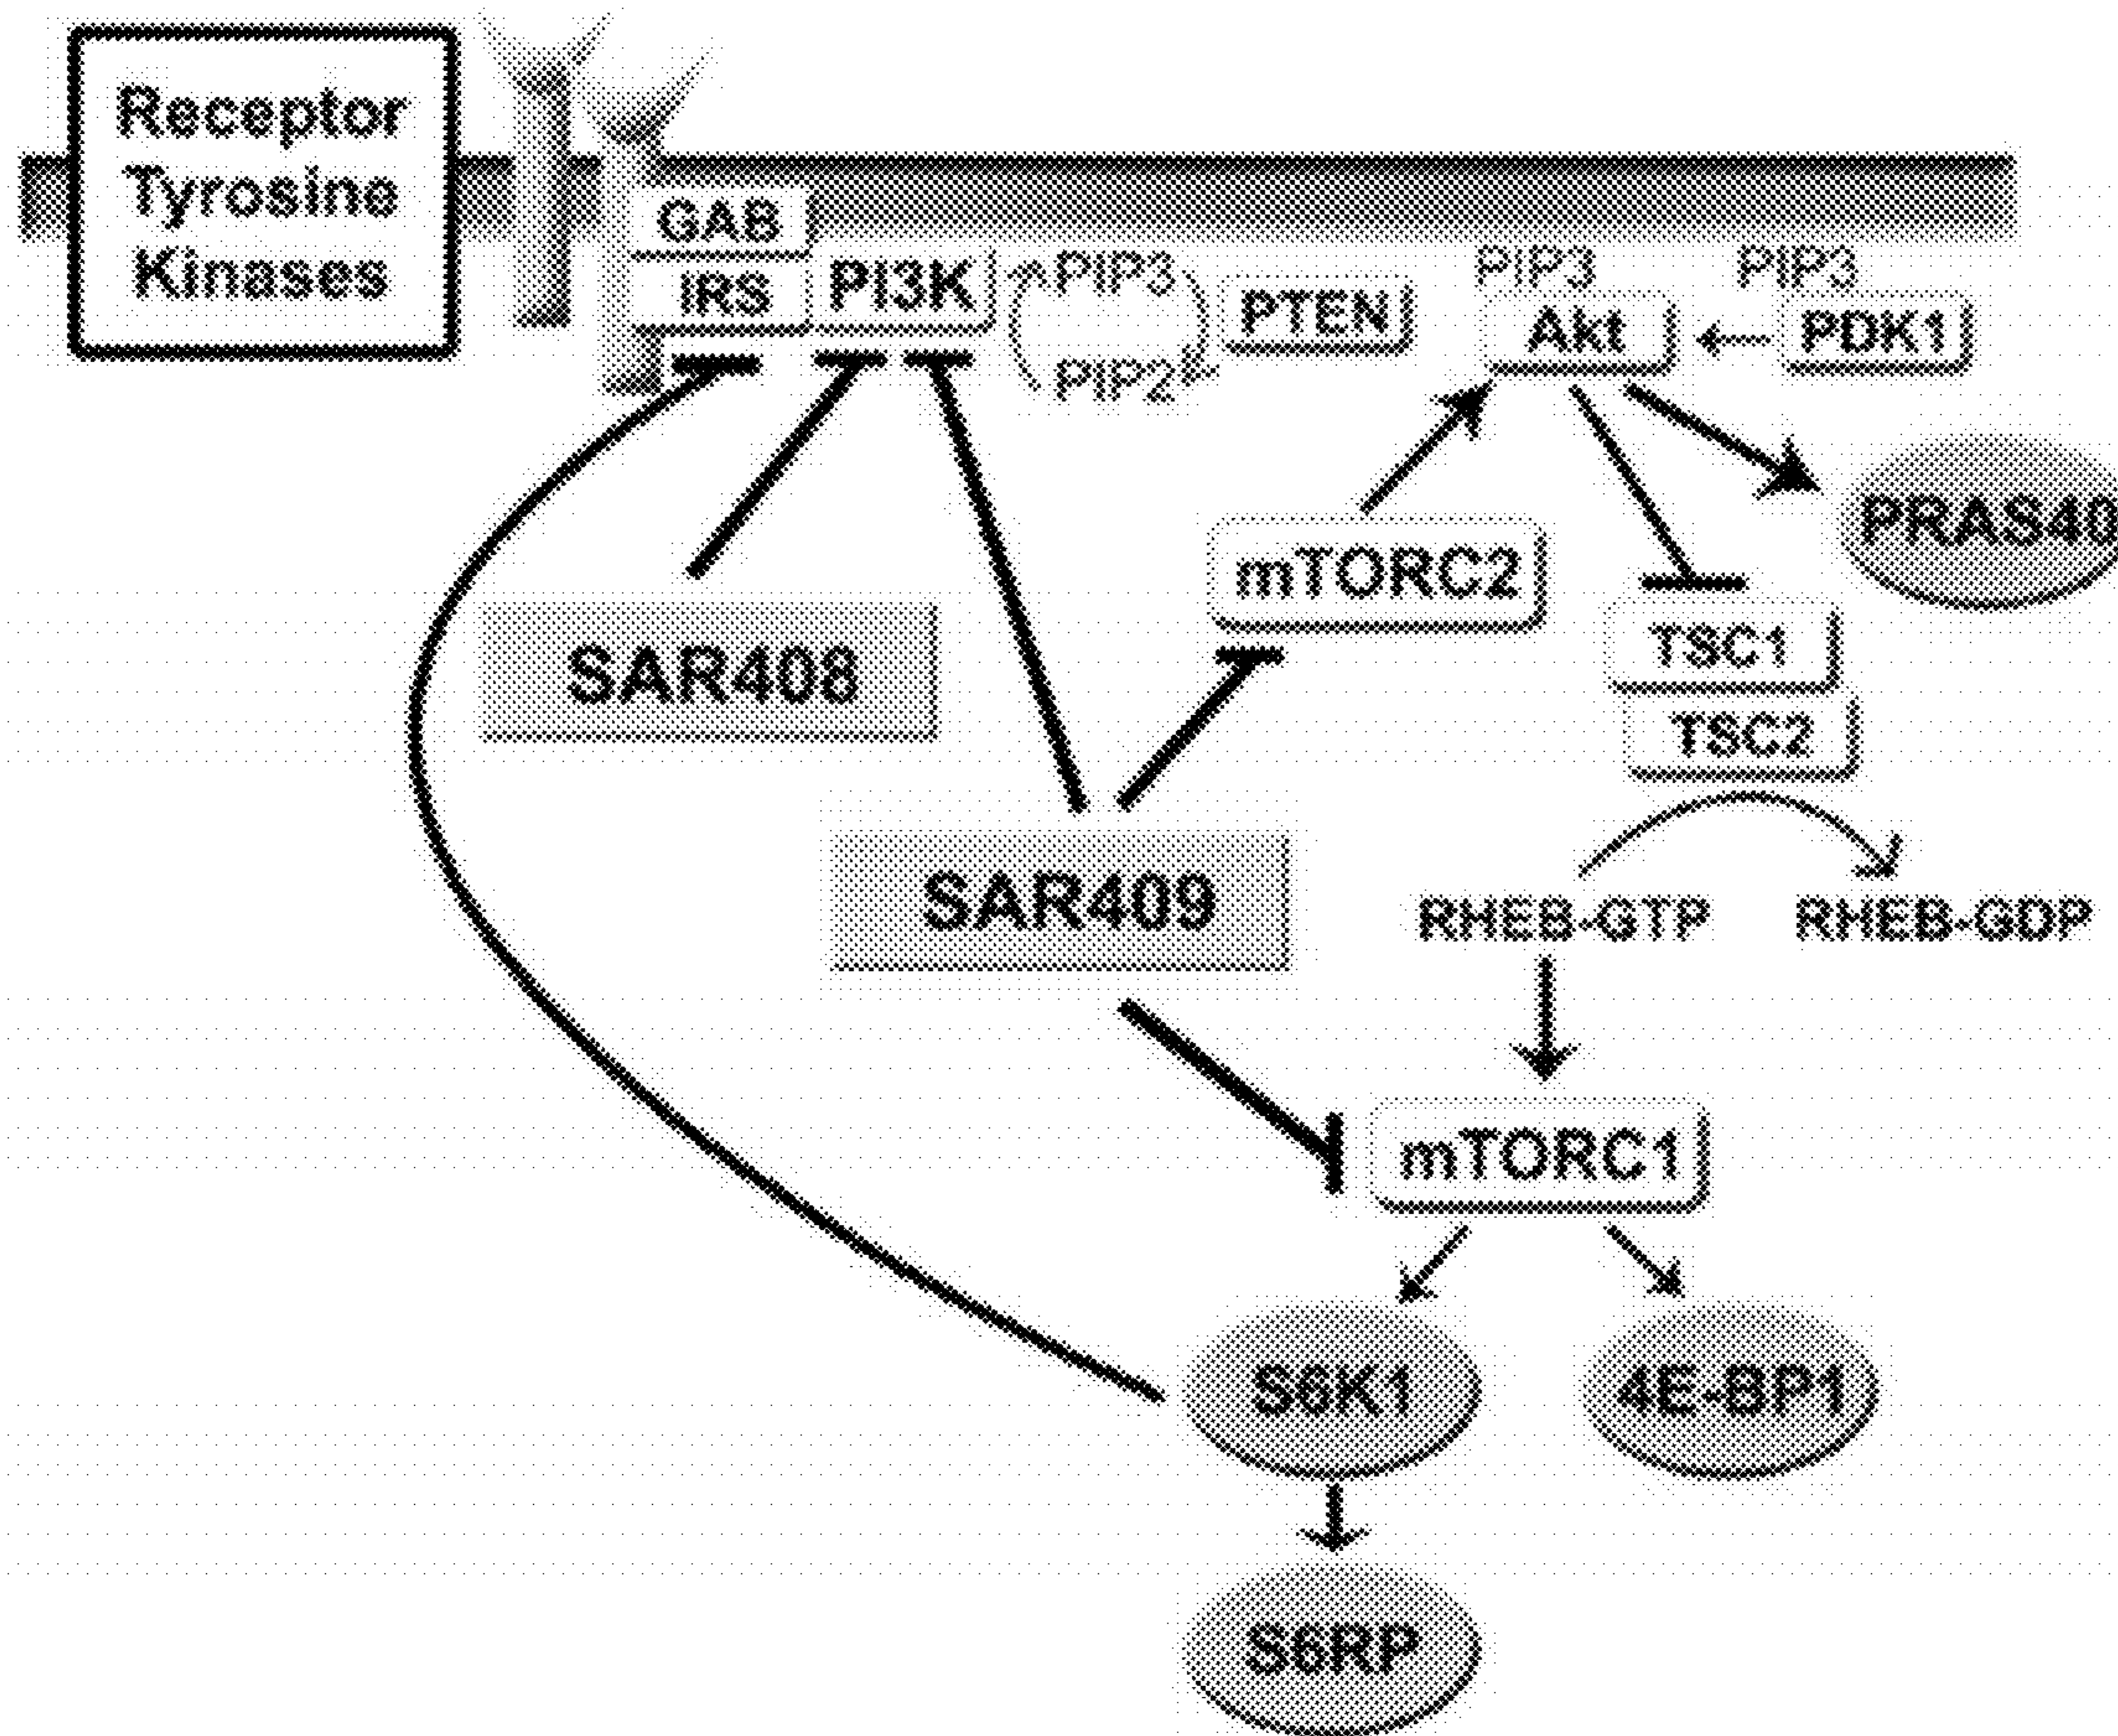 Receptor
Tyrosine
Kinases
GAB
IRS
PI3K
PIP3
PIP2
PTEN
PIP3
Akt
PIP3
PDK1
PRAS40
mTORC2
TSC1
TSC2
SAR408
SAR409
RHEB-GTP
RHEB-GDP
mTORC1
S6K1
4E-BP1
S6RP